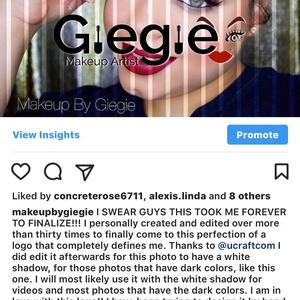 Giegiê
Makeup Artist
Makeup By Giegie
View Insights
Promote
Liked by concreterose6711, alexis.linda and 8 others
makeupbygiegie I SWEAR GUYS THIS TOOK ME FOREVER
TO FINALIZE!!! I personally created and edited over more
than thirty times to finally come to this perfection of a
logo that completely defines me. Thanks to @ucraftcom I
did edit it afterwards for this photo to have a white
shadow, for those photos that have dark colors, like this
one. I will most likely use it with the white shadow for
videos and most that have the dark colors. I am in